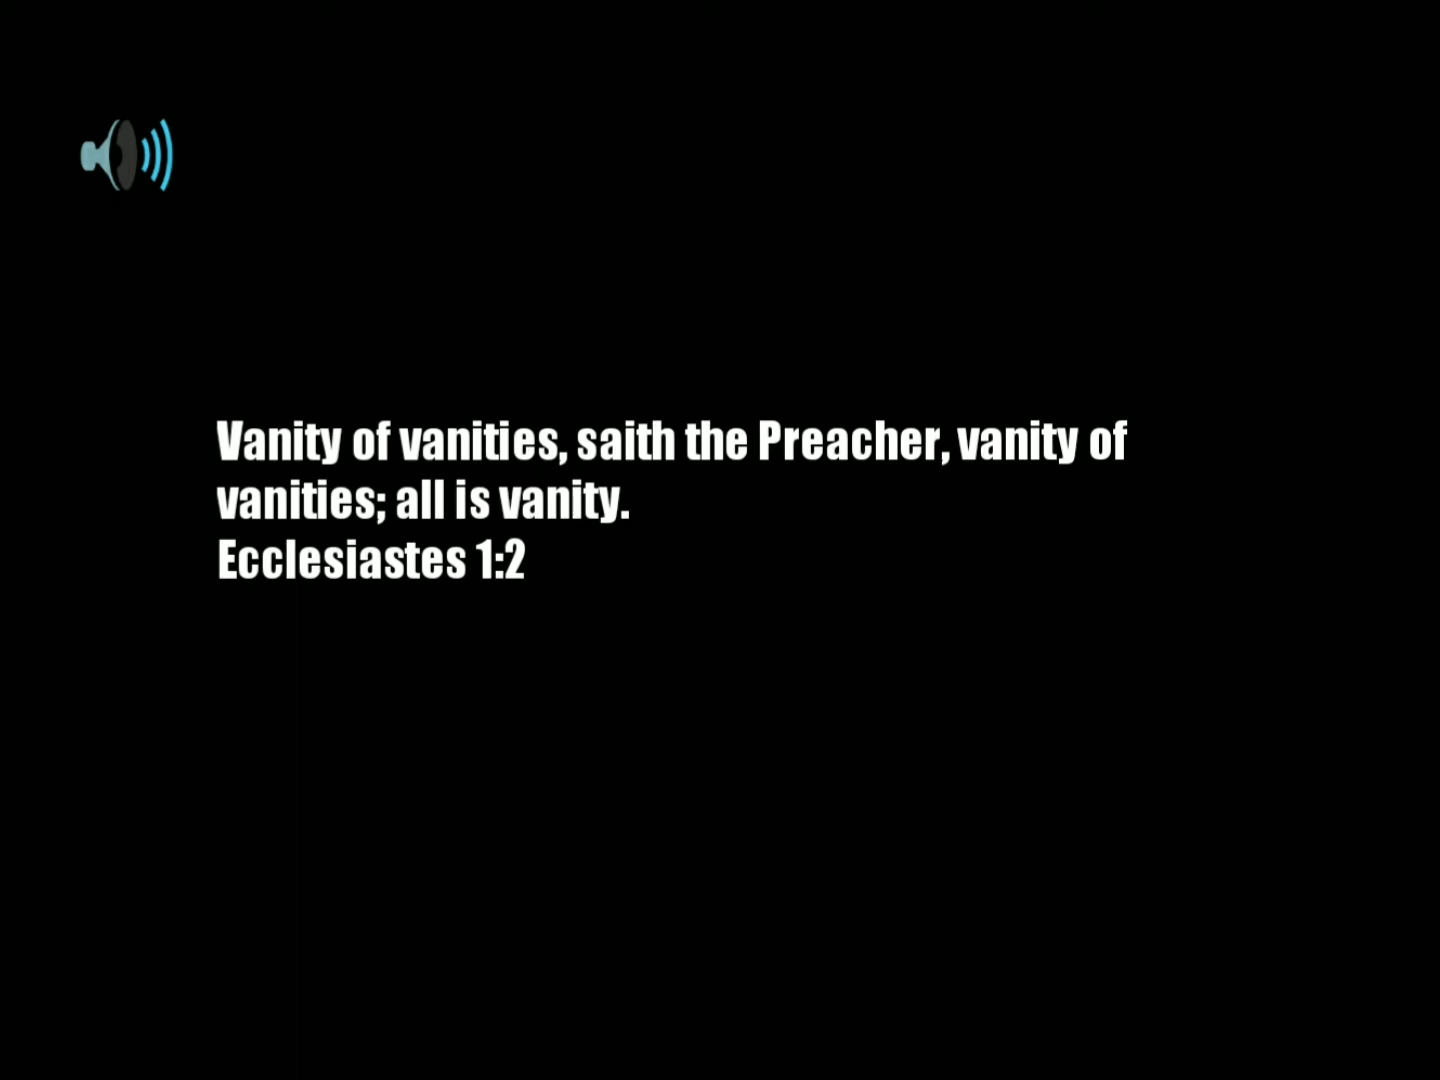 Vanity of vanities, saith the Preacher, vanity of
vanities; all is vanity.
Ecclesiastes 1:2